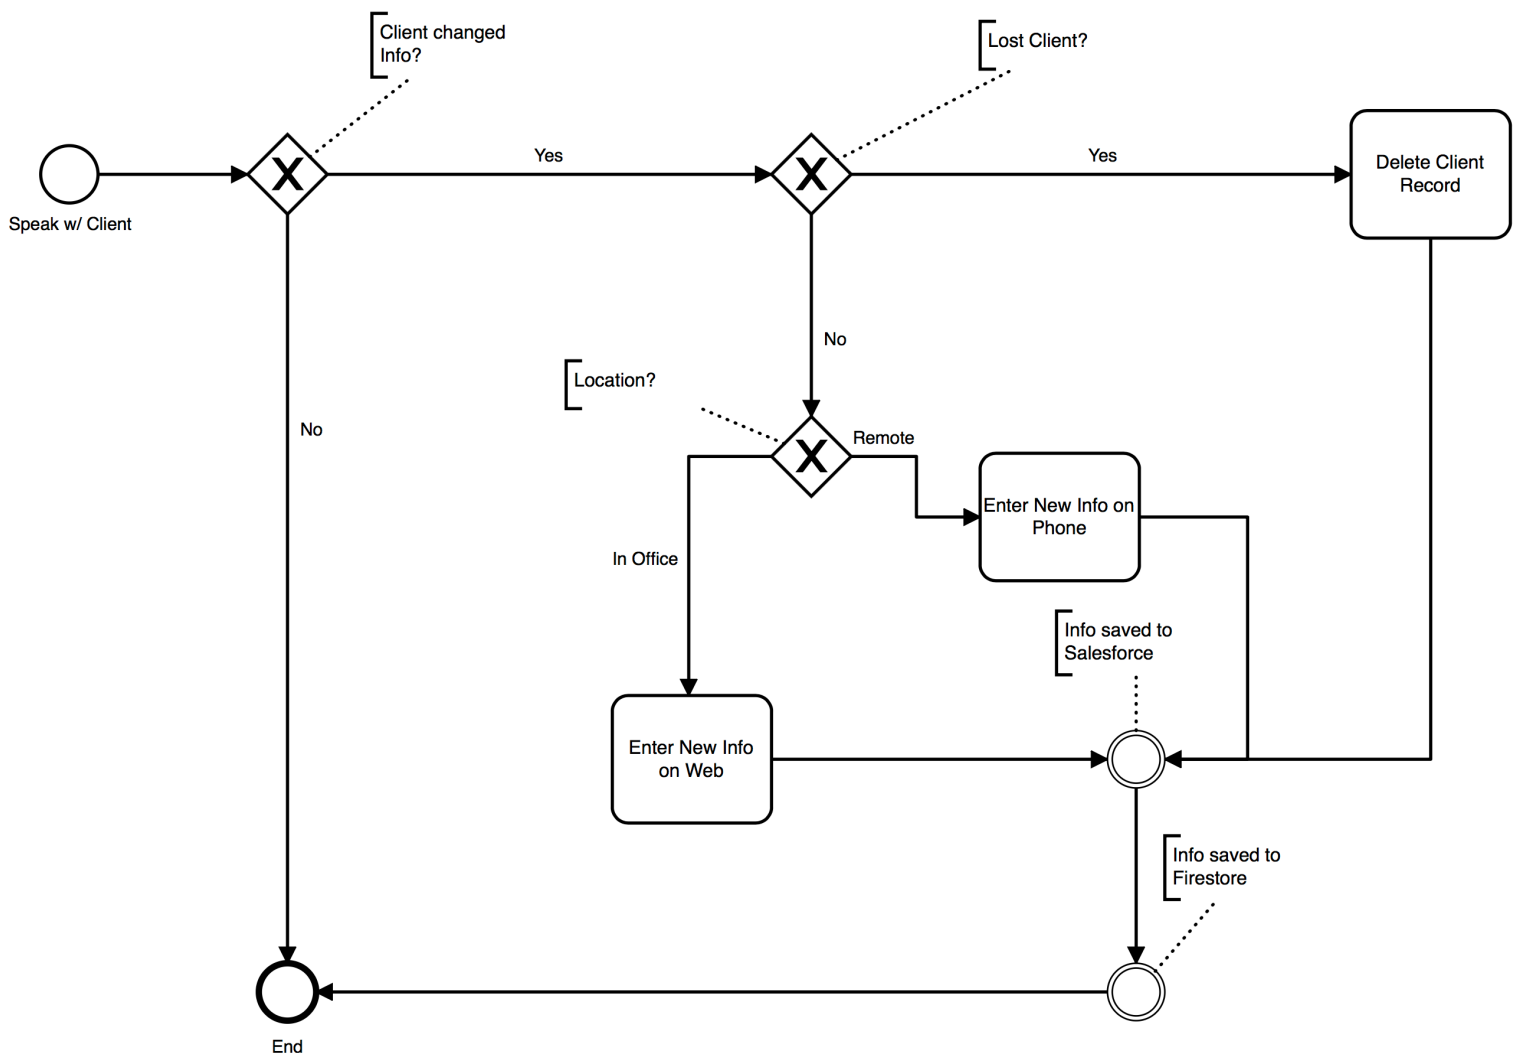 Client changed
Info?
Lost Client?
Yes
Yes
Delete Client
Record
Speak w/ Client
No
Location?
No
Remote
Enter New Info on
Phone
In Office
Info saved to
Salesforce
Enter New Info
on Web
Info saved to
Firestore
End